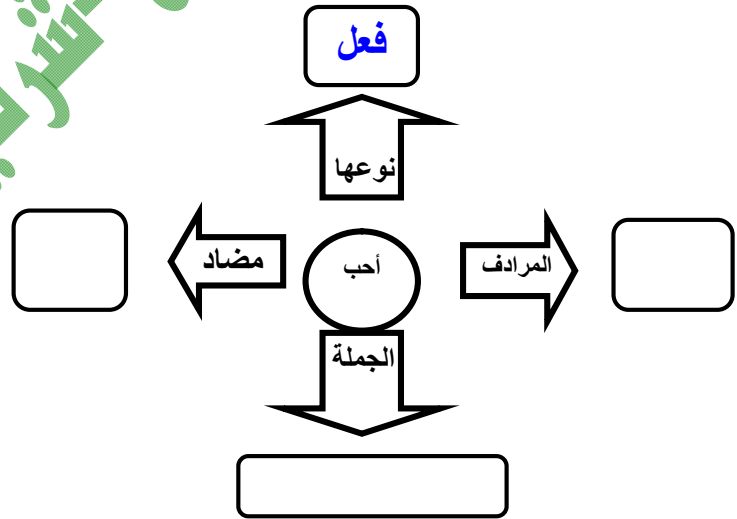 فعل
نوعها
المرادف
أحب
مضاد
الجملة